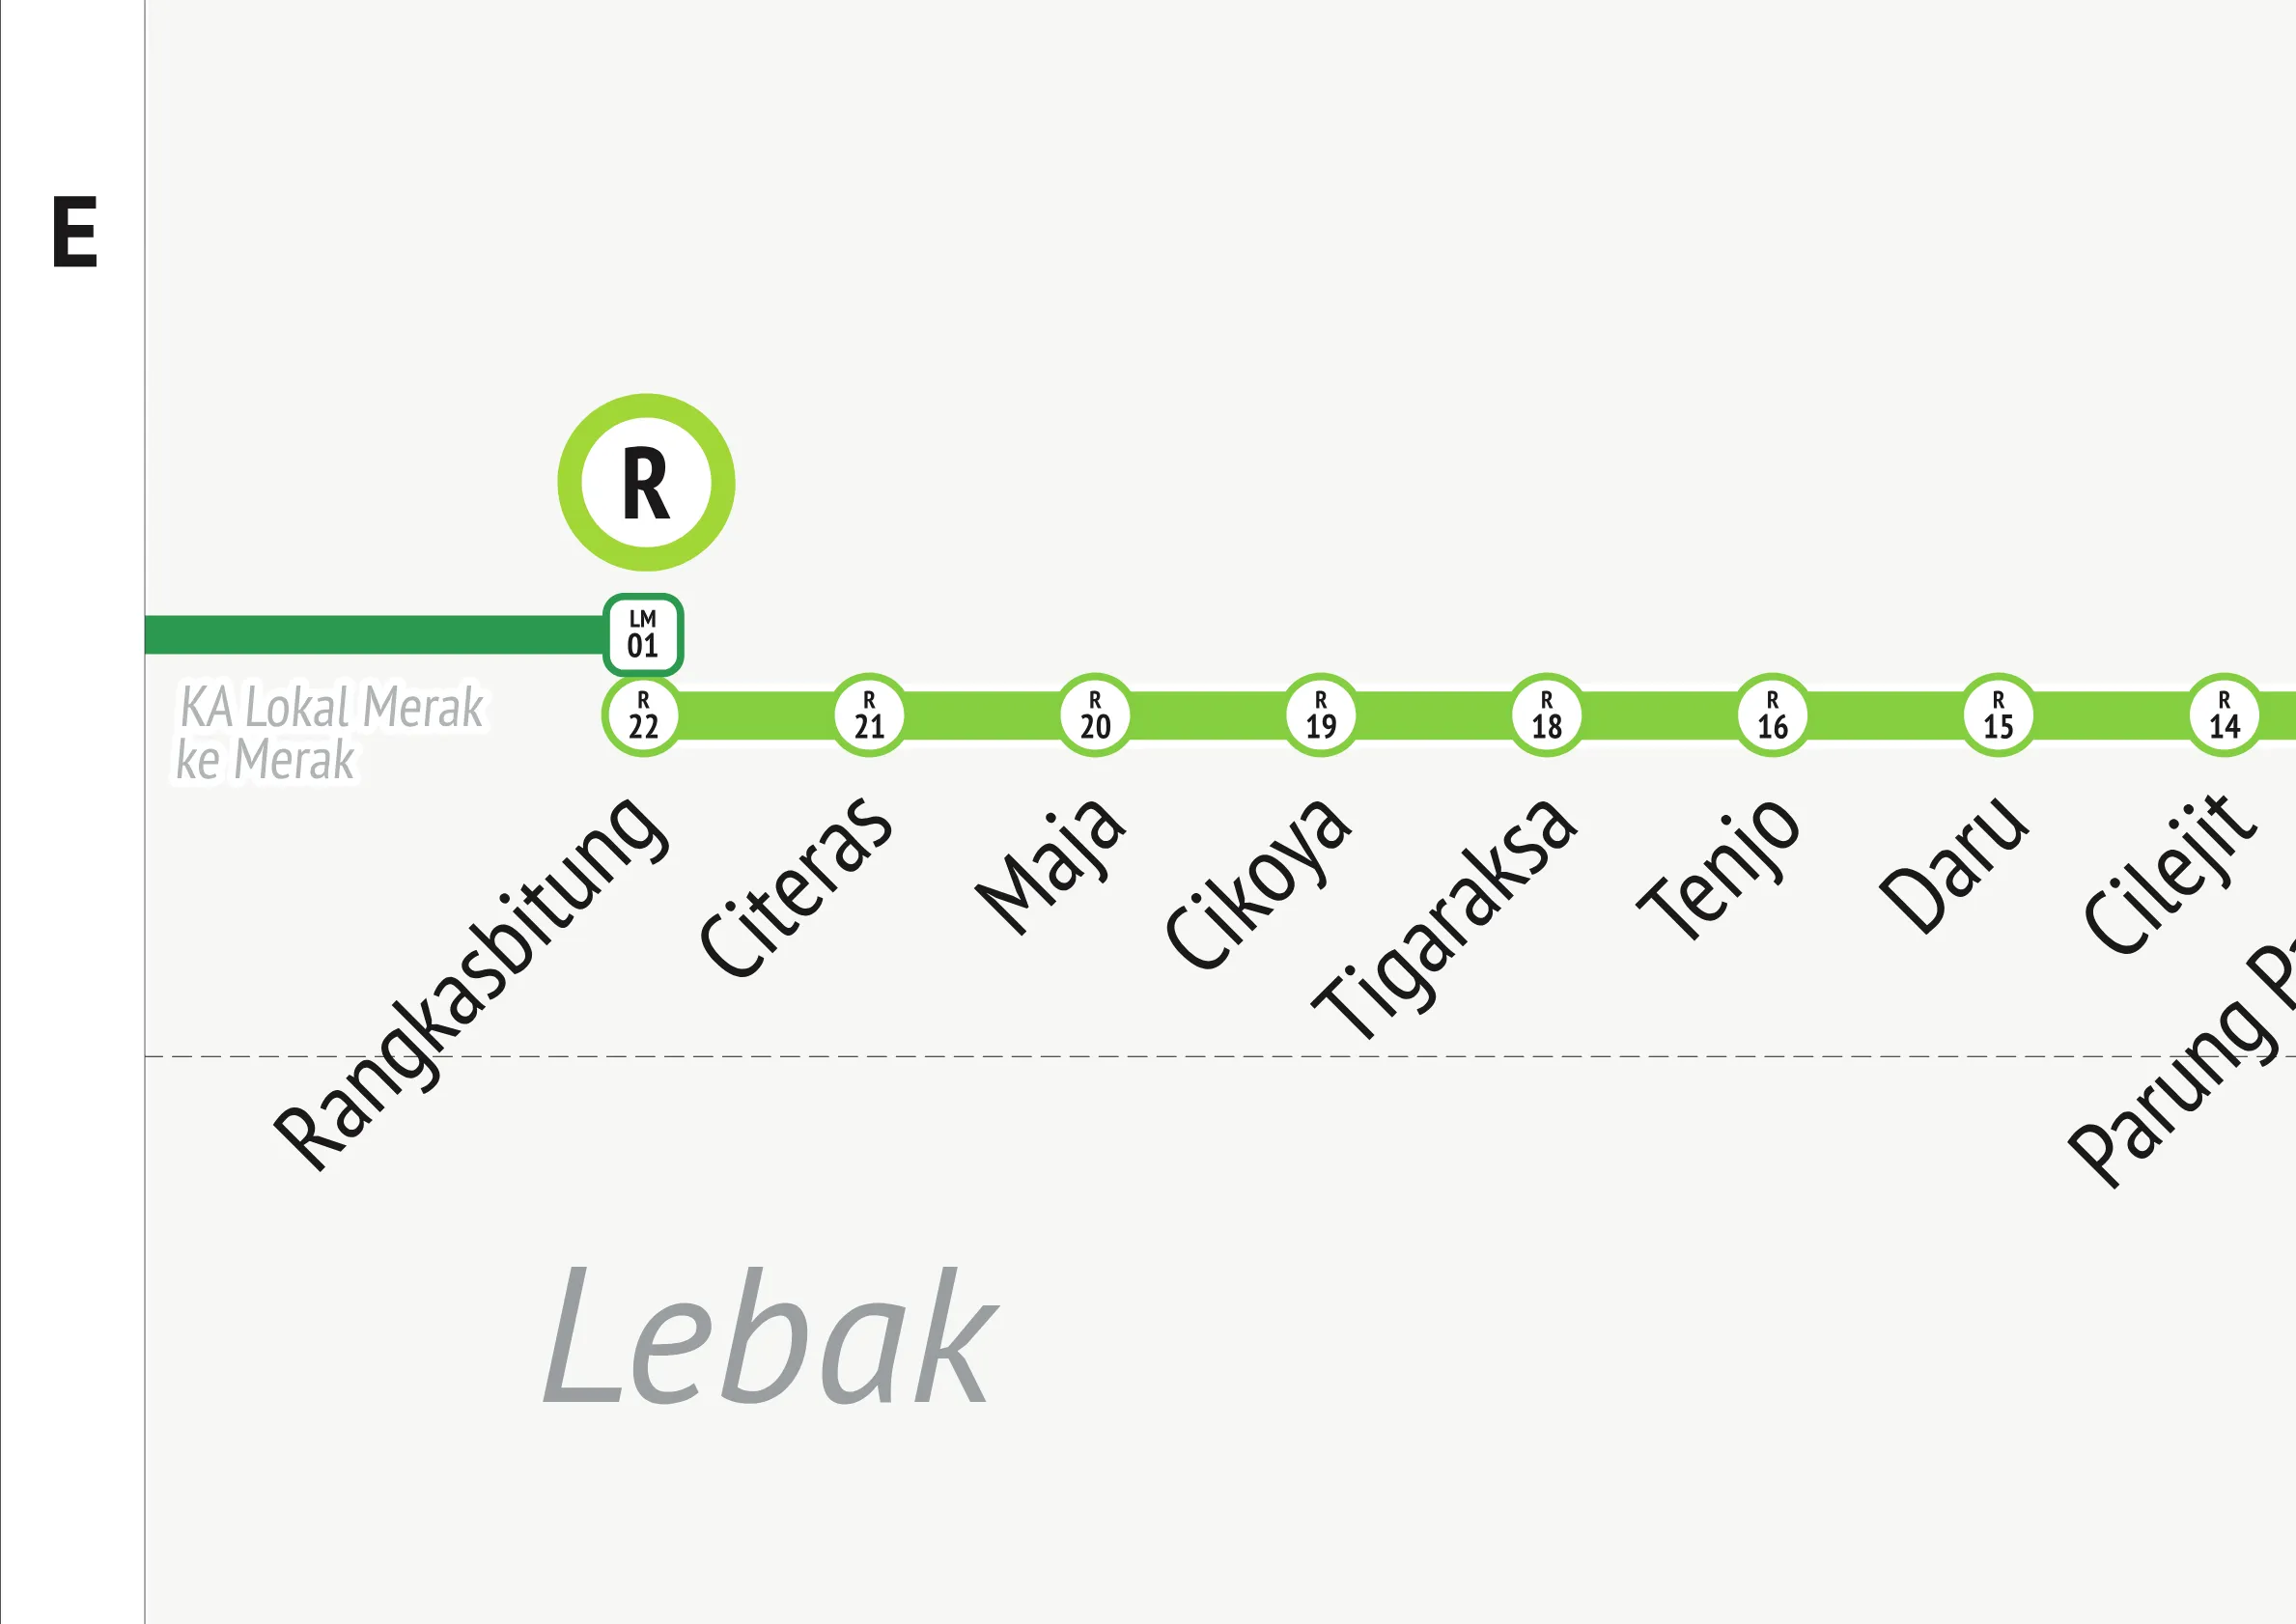 E
R
LM
01
KA Lokal Merak
ke Merak
R
22
R
21
R
20
R
19
R
18
R
16
R
15
R
14
Rangkasbitung
Citeras
Maja
Cikoya
Tigaraksa
Tenjo
Daru
Cilejit
Parung
Lebak